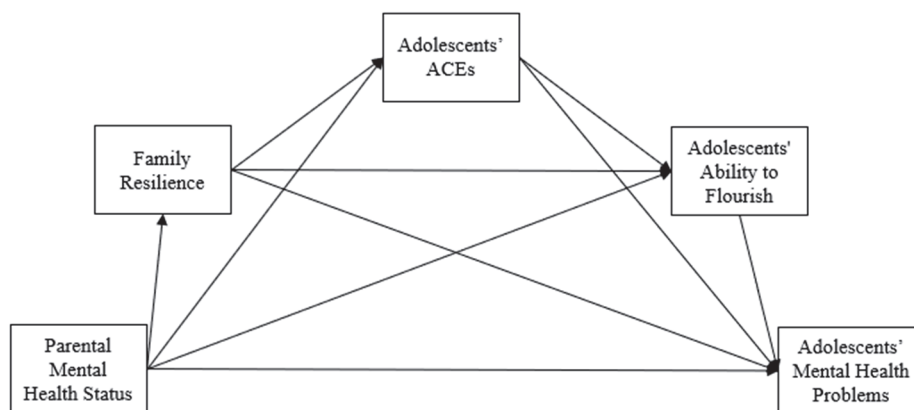 Adolescents’
ACEs
Family
Resilience
Adolescents'
Ability to
Flourish
Parental
Mental
Health Status
Adolescents’
Mental Health
Problems